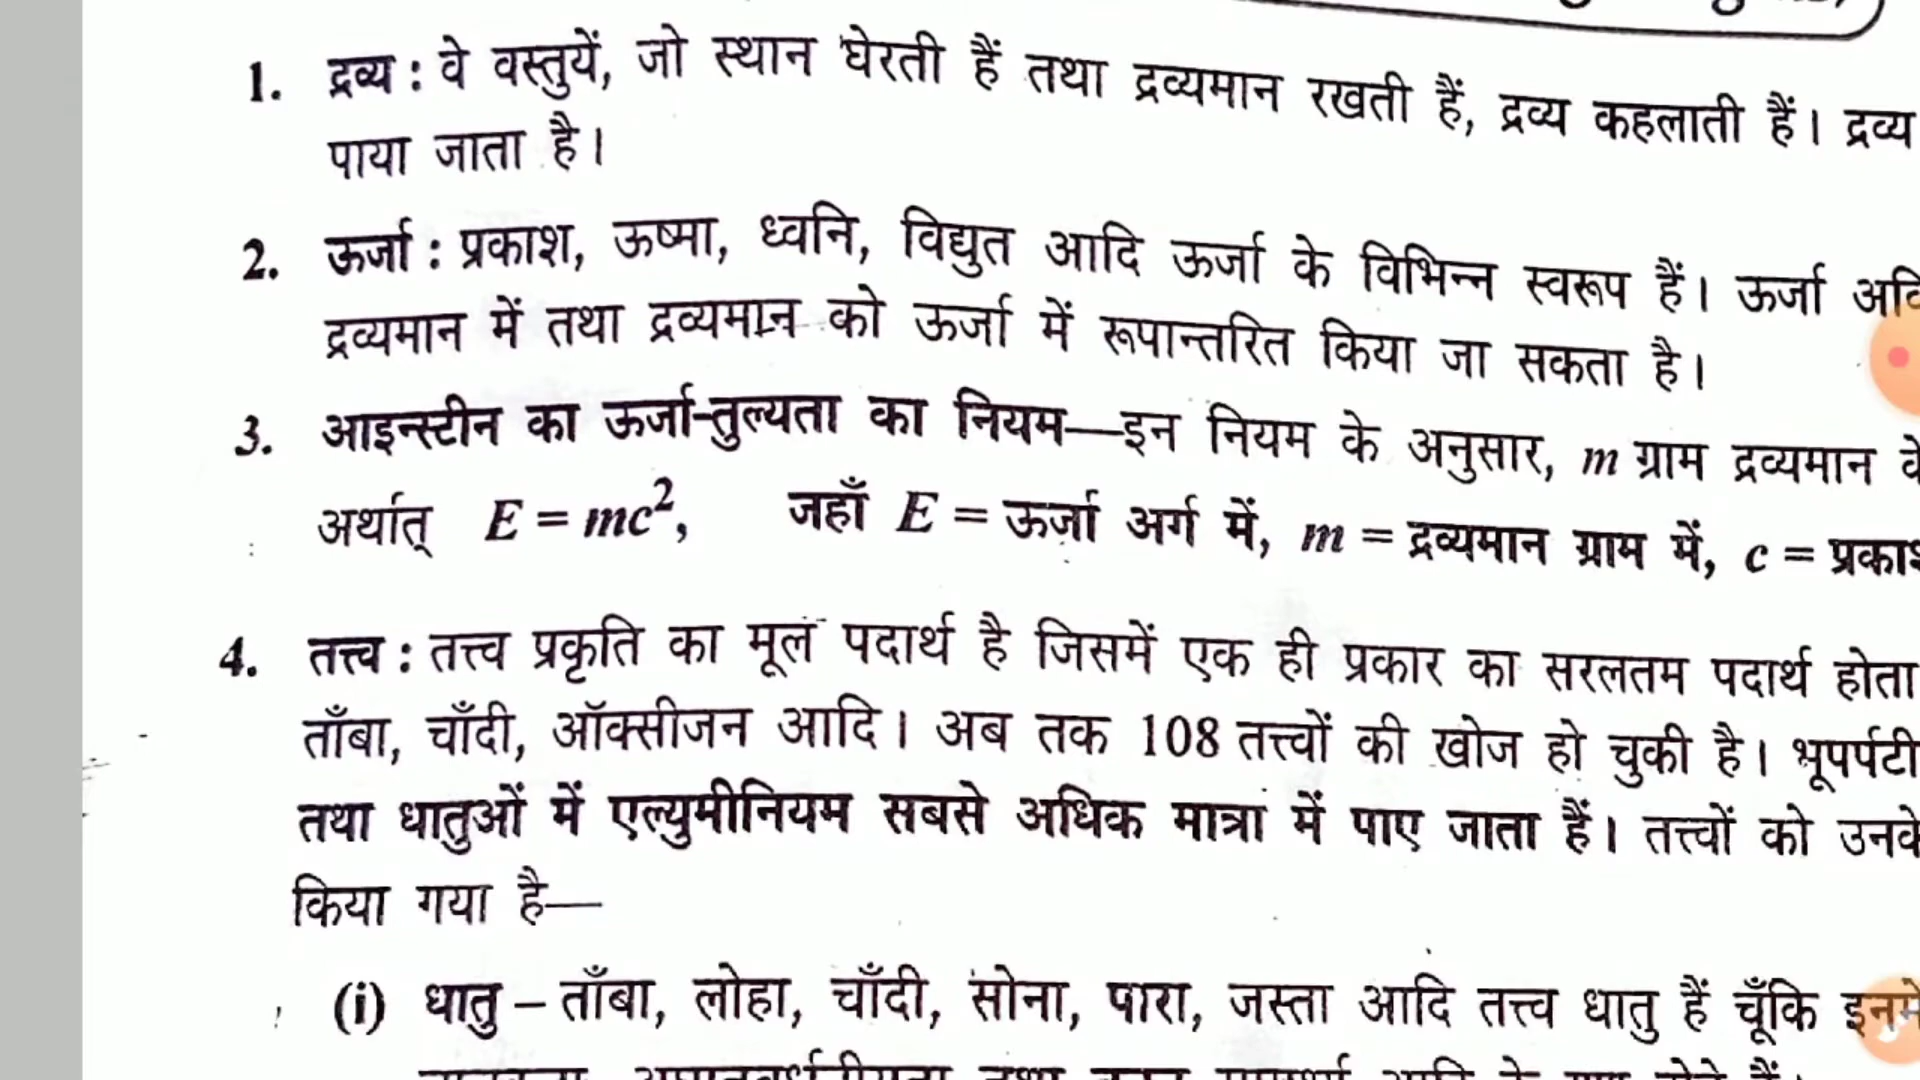 1. द्रव्य : वे वस्तुयें, जो स्थान घेरती हैं तथा द्रव्यमान रखती हैं, द्रव्य कहलाती हैं। द्रव्य
पाया जाता है।
2. ऊर्जा : प्रकाश, ऊष्मा, ध्वनि, विद्युत आदि ऊर्जा के विभिन्न स्वरूप हैं। ऊर्जा
द्रव्यमान में तथा द्रव्यमान को ऊर्जा में रूपान्तरित किया जा सकता है।
3. आइन्स्टीन का ऊर्जा-तुल्यता का नियम—इन नियम के अनुसार, m ग्राम द्रव्यमान
अर्थात् E = mc², जहाँ E = ऊर्जा अर्ग में, m = द्रव्यमान ग्राम में, c =
4. तत्त्व : तत्त्व प्रकृति का मूल पदार्थ है जिसमें एक ही प्रकार का सरलतम पदार्थ होता
ताँबा, चाँदी, ऑक्सीजन आदि। अब तक 108 तत्त्वों की खोज हो चुकी है। भूपर्पटी
तथा धातुओं में एल्युमीनियम सबसे अधिक मात्रा में पाए जाता हैं। तत्त्वों को
किया गया है—
(i) धातु – ताँबा, लोहा, चाँदी, सोना, पारा, जस्ता आदि तत्त्व धातु हैं चूँकि